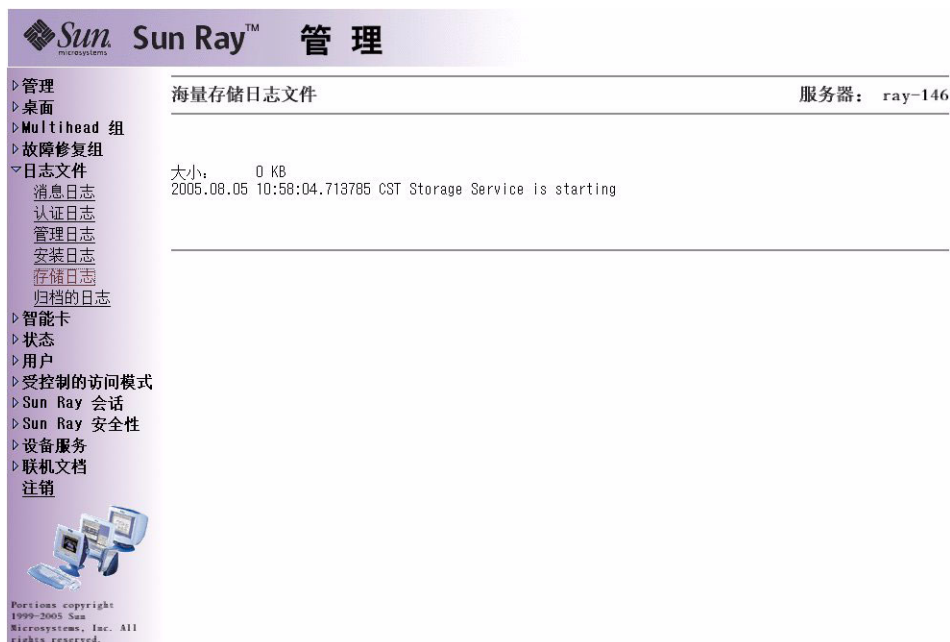 Sun microsystems Sun Ray™ 管 理
管理
桌面
Multihead 组
故障修复组
日志文件
消息日志
认证日志
管理日志
安装日志
存储日志
归档的日志
智能卡
状态
用户
受控制的访问模式
Sun Ray 会话
Sun Ray 安全性
设备服务
联机文档
注销
Portions copyright
1999-2005 Sun
Microsystems, Inc. All
rights reserved.
海量存储日志文件 服务器： ray-146
大小： 0 KB
2005.08.05 10:58:04.713785 CST Storage Service is starting